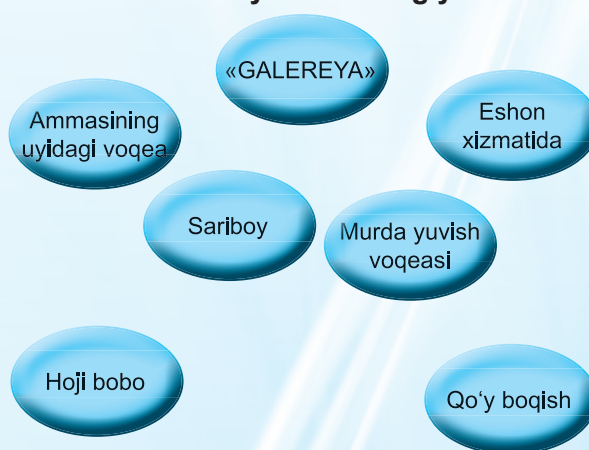 «GALEREYA»
Ammasining
uyidagi voqea
Eshon
xizmatida
Sariboy
Murda yuvish
voqeasi
Hoji bobo
Qo‘y boqish